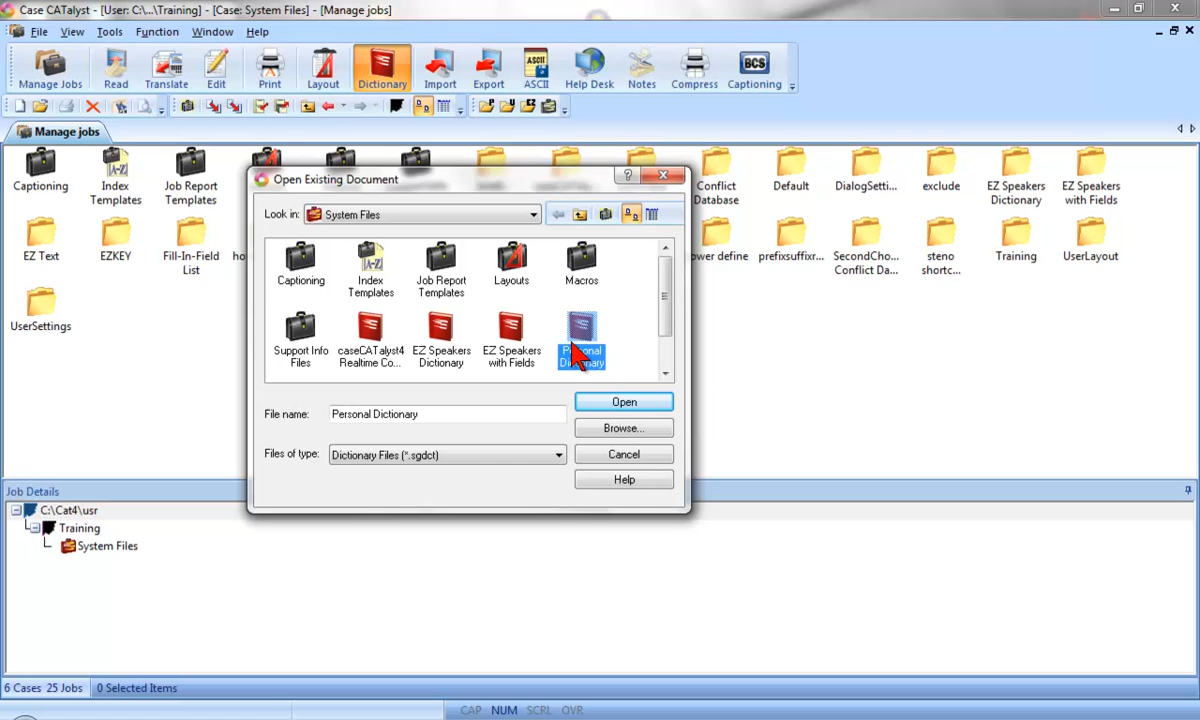 Case CATalyst - [User: C:\...\Training] - [Case: System Files] - [Manage jobs]
File View Tools Function Window Help
Manage Jobs Read Translate Edit Print Layout Dictionary Import Export ASCII Help Desk Notes Compress Captioning
ASCII BCS
Manage jobs
Captioning
Index Templates
Job Report Templates
Conflict Database
Default
DialogSetti...
exclude
EZ Speakers Dictionary
EZ Speakers with Fields
EZ Text
EZKEY
Fill-In-Field List
prefixsuffixr...
SecondCho... Conflict Da...
steno shortc...
Training
UserLayout
UserSettings
Open Existing Document
Look in: System Files
Captioning
Index Templates
Job Report Templates
Layouts
Macros
Support Info Files
caseCATalyst4 Realtime Co...
EZ Speakers Dictionary
EZ Speakers with Fields
Personal Dictionary
File name: Personal Dictionary
Files of type: Dictionary Files (*.sgdct)
Open
Browse...
Cancel
Help
Job Details
C:\Cat4\usr
Training
System Files
6 Cases 25 Jobs 0 Selected Items
CAP NUM SCRL OVR